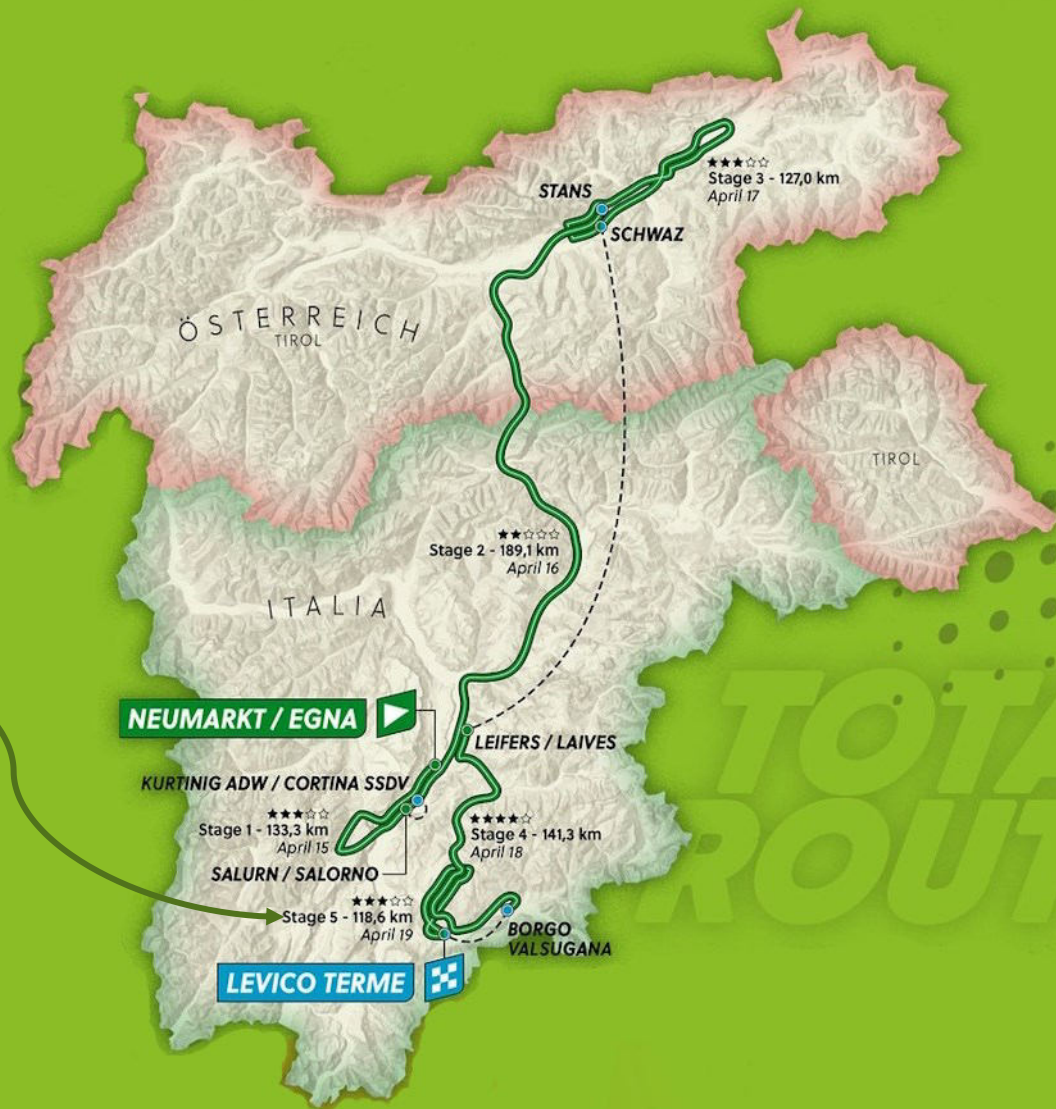 STANS
★★★☆☆
Stage 3 - 127,0 km
April 17
SCHWAZ
ÖSTERREICH
TIROL
TIROL
★★☆☆☆
Stage 2 - 189,1 km
April 16
ITALIA
NEUMARKT / EGNA
LEIFERS / LAIVES
KURTINIG ADW / CORTINA SSDV
★★★☆☆
Stage 1 - 133,3 km
April 15
★★★★☆
Stage 4 - 141,3 km
April 18
SALURN / SALORNO
★★★☆☆
Stage 5 - 118,6 km
April 19
BORGO
VALSUGANA
LEVICO TERME
TOTA
ROUT